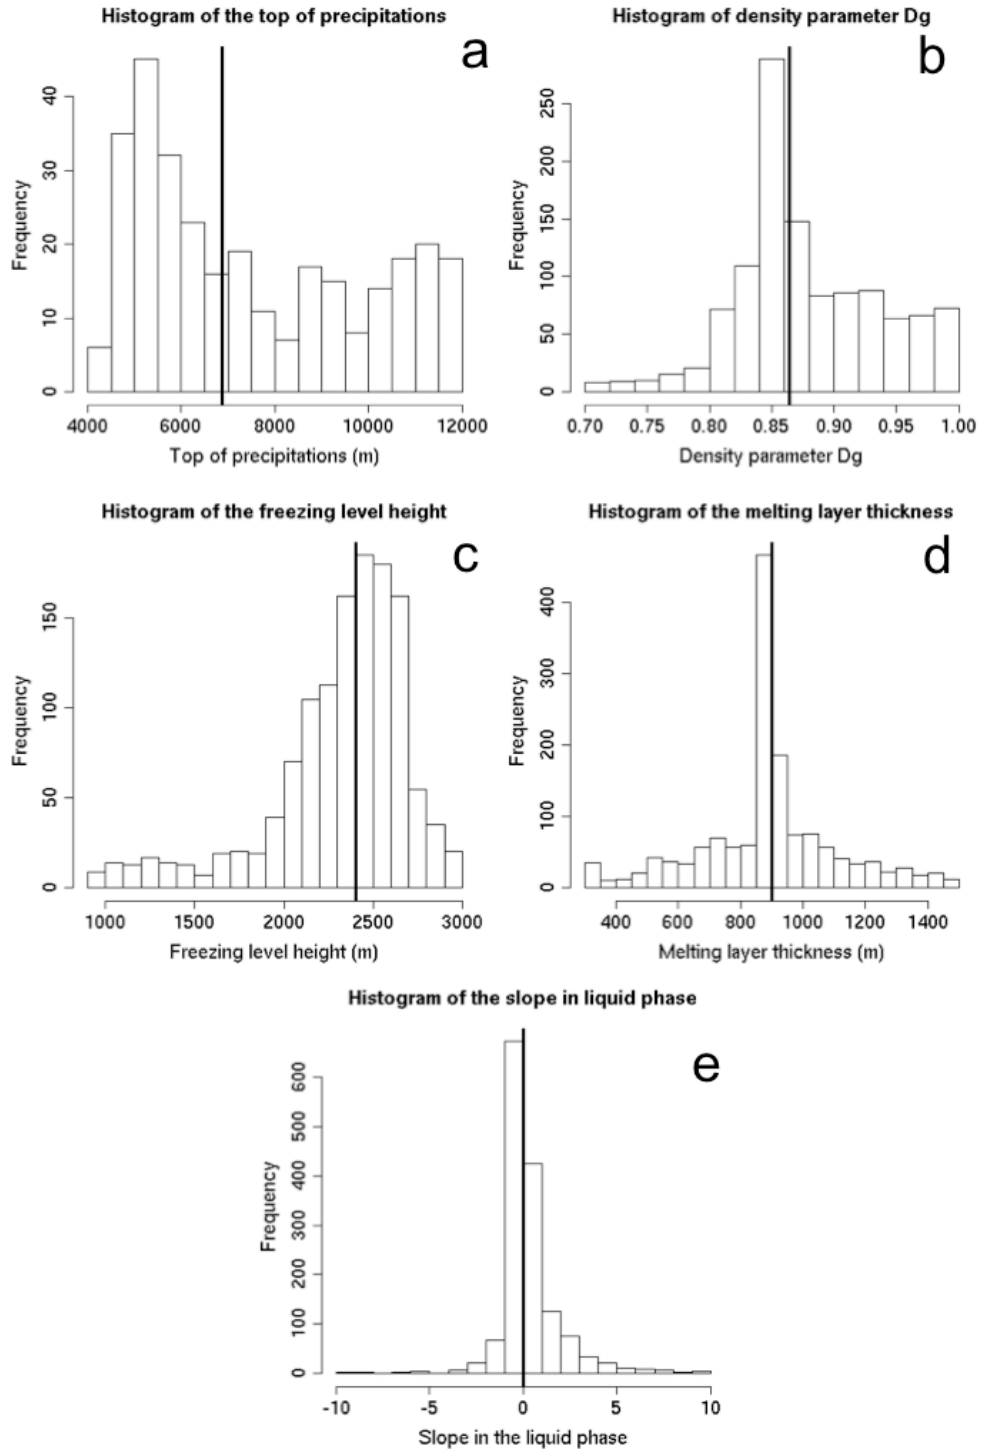 Histogram of the top of precipitations
a
Frequency
0 10 20 30 40
4000 6000 8000 10000 12000
Top of precipitations (m)
Histogram of density parameter Dg
b
Frequency
0 50 100 150 200 250
0.70 0.75 0.80 0.85 0.90 0.95 1.00
Density parameter Dg
Histogram of the freezing level height
c
Frequency
0 50 100 150
1000 1500 2000 2500 3000
Freezing level height (m)
Histogram of the melting layer thickness
d
Frequency
0 100 200 300 400
400 600 800 1000 1200 1400
Melting layer thickness (m)
Histogram of the slope in liquid phase
e
Frequency
0 100 200 300 400 500 600
-10 -5 0 5 10
Slope in the liquid phase